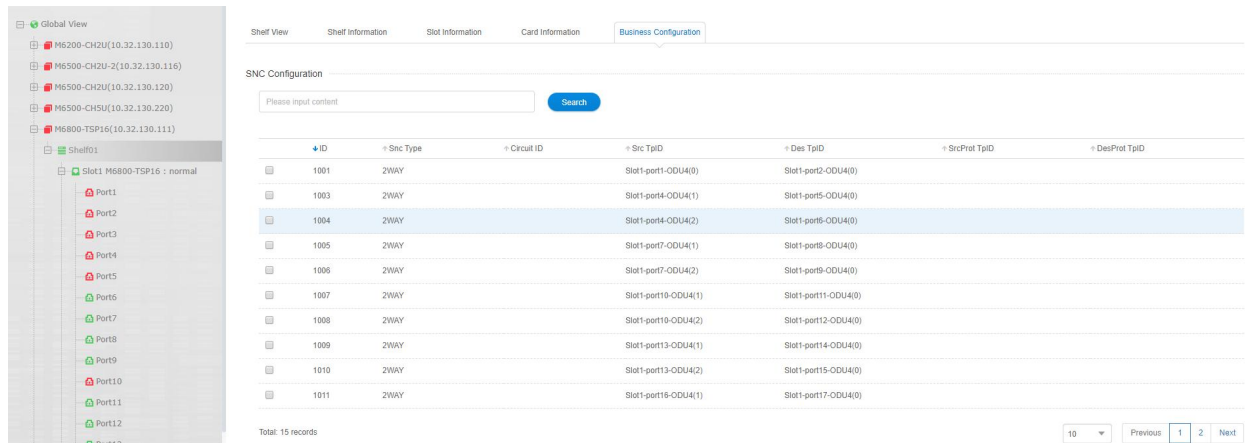 Global View
M6200-CH2U(10.32.130.110)
M6500-CH2U-2(10.32.130.116)
M6500-CH2U(10.32.130.120)
M6500-CH5U(10.32.130.220)
M6800-TSP16(10.32.130.111)
Shelf01
Slot1 M6800-TSP16 : normal
Port1
Port2
Port3
Port4
Port5
Port6
Port7
Port8
Port9
Port10
Port11
Port12
Shelf View Shelf Information Slot Information Card Information Business Configuration
SNC Configuration
Please input content Search
ID Snc Type Circuit ID Src TpID Des TpID SrcProt TpID DesProt TpID
1001 2WAY Slot1-port1-ODU4(0) Slot1-port2-ODU4(0)
1003 2WAY Slot1-port4-ODU4(1) Slot1-port5-ODU4(0)
1004 2WAY Slot1-port4-ODU4(2) Slot1-port6-ODU4(0)
1005 2WAY Slot1-port7-ODU4(1) Slot1-port8-ODU4(0)
1006 2WAY Slot1-port7-ODU4(2) Slot1-port9-ODU4(0)
1007 2WAY Slot1-port10-ODU4(1) Slot1-port11-ODU4(0)
1008 2WAY Slot1-port10-ODU4(2) Slot1-port12-ODU4(0)
1009 2WAY Slot1-port13-ODU4(1) Slot1-port14-ODU4(0)
1010 2WAY Slot1-port13-ODU4(2) Slot1-port15-ODU4(0)
1011 2WAY Slot1-port16-ODU4(1) Slot1-port17-ODU4(0)
Total: 15 records 10 Previous 1 2 Next